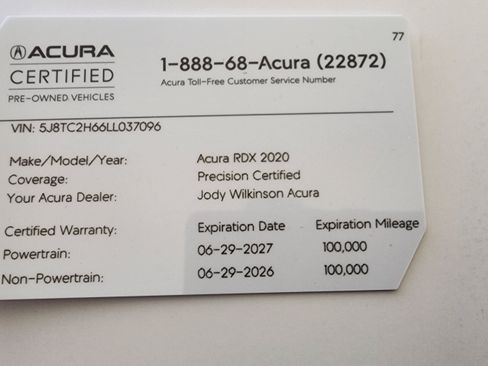 77
ACURA
CERTIFIED
PRE-OWNED VEHICLES
1-888-68-Acura (22872)
Acura Toll-Free Customer Service Number
VIN: 5J8TC2H66LL037096
Make/Model/Year: Acura RDX 2020
Coverage: Precision Certified
Your Acura Dealer: Jody Wilkinson Acura
Certified Warranty: Expiration Date Expiration Mileage
Powertrain: 06-29-2027 100,000
Non-Powertrain: 06-29-2026 100,000